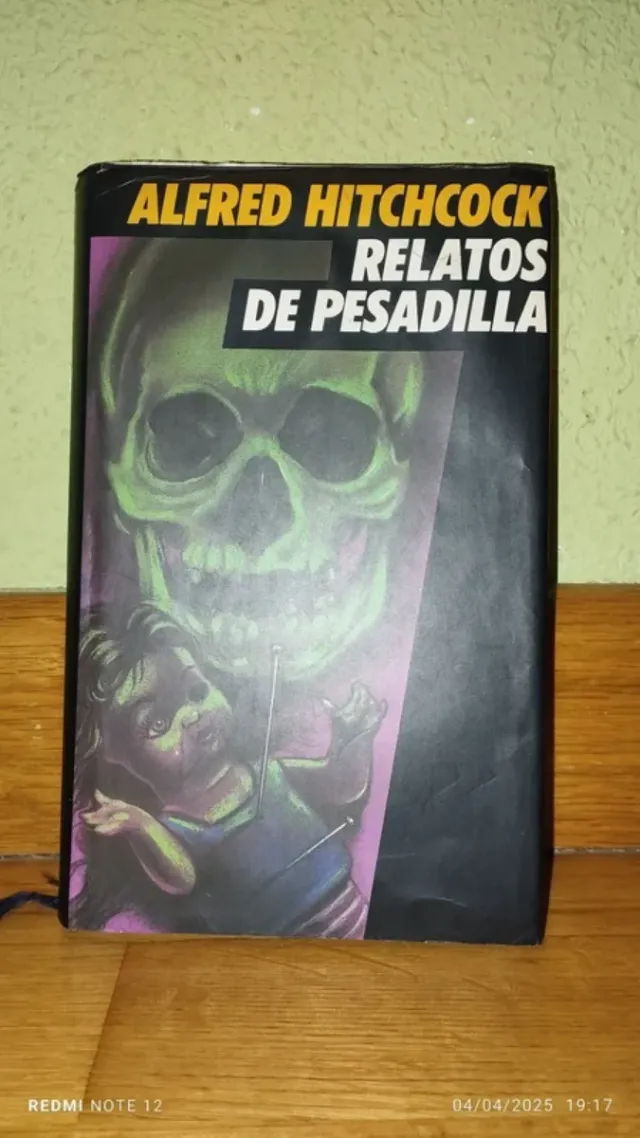 ALFRED HITCHCOCK
RELATOS
DE PESADILLA
REDMI NOTE 12
04/04/2025 19:17